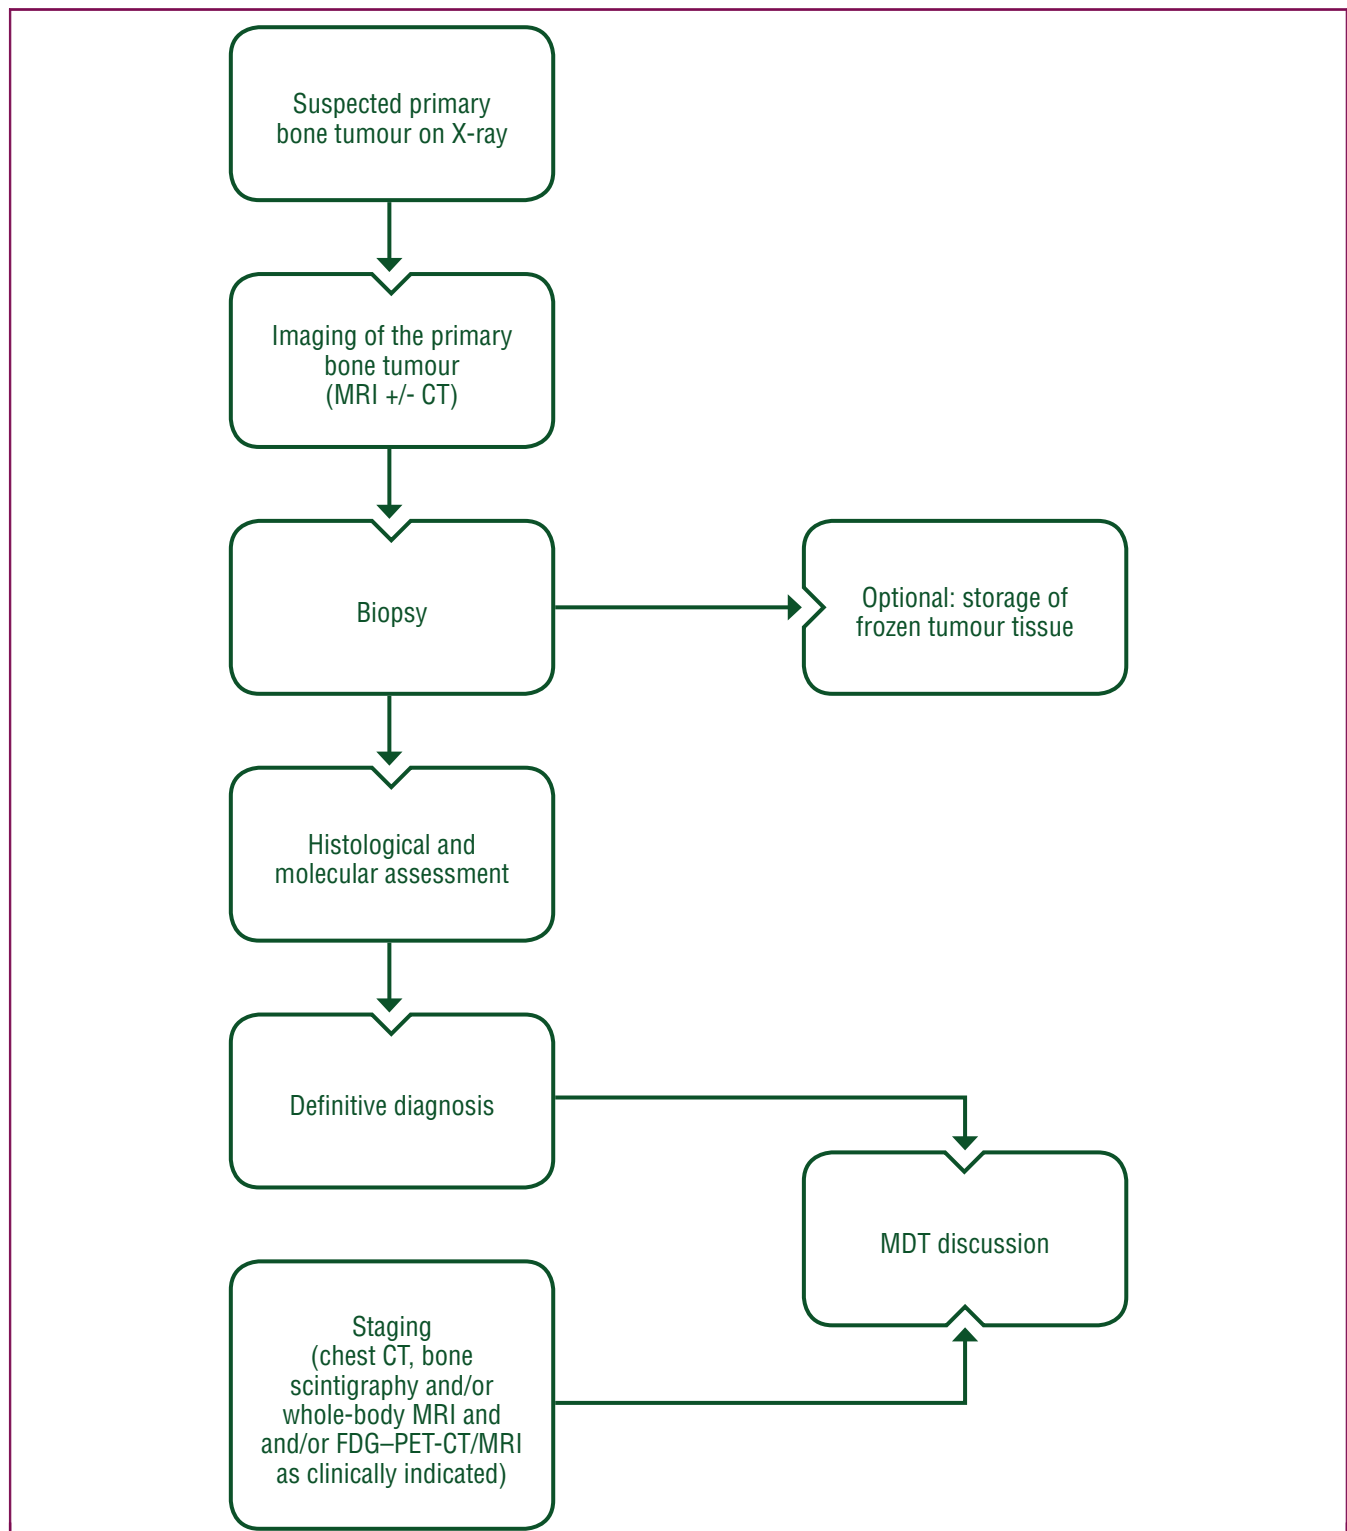 Suspected primary
bone tumour on X-ray
Imaging of the primary
bone tumour
(MRI +/- CT)
Biopsy
Optional: storage of
frozen tumour tissue
Histological and
molecular assessment
Definitive diagnosis
MDT discussion
Staging
(chest CT, bone
scintigraphy and/or
whole-body MRI and
and/or FDG–PET-CT/MRI
as clinically indicated)